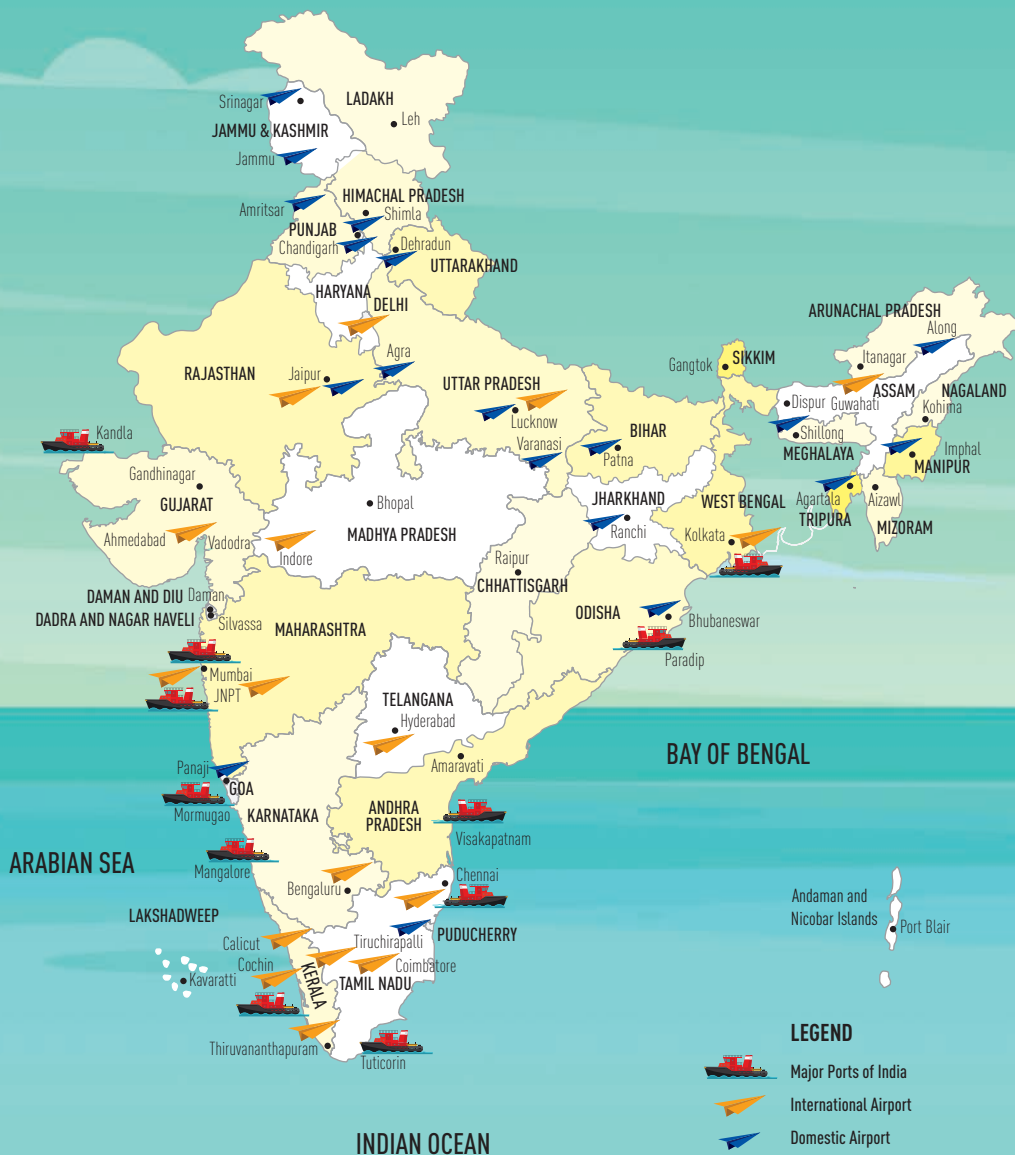 LADAKH
Srinagar
Leh
JAMMU & KASHMIR
Jammu
HIMACHAL PRADESH
Amritsar
Shimla
PUNJAB
Chandigarh
Dehradun
UTTARAKHAND
HARYANA
DELHI
ARUNACHAL PRADESH
Along
Agra
Itanagar
SIKKIM
Gangtok
RAJASTHAN
Jaipur
UTTAR PRADESH
ASSAM
NAGALAND
Dispur
Guwahati
Kohima
Lucknow
Kandla
BIHAR
Shillong
Varanasi
Patna
MEGHALAYA
Imphal
MANIPUR
Gandhinagar
GUJARAT
Bhopal
JHARKHAND
WEST BENGAL
Agartala
Aizawl
TRIPURA
MIZORAM
Ranchi
MADHYA PRADESH
Kolkata
Ahmedabad
Vadodra
Indore
Raipur
CHHATTISGARH
DAMAN AND DIU
Daman
DADRA AND NAGAR HAVELI
Silvassa
ODISHA
Bhubaneswar
MAHARASHTRA
Paradip
Mumbai
JNPT
TELANGANA
Hyderabad
BAY OF BENGAL
Amaravati
Panaji
GOA
Mormugao
KARNATAKA
ANDHRA
PRADESH
Visakapatnam
ARABIAN SEA
Mangalore
Chennai
Bengaluru
Andaman and
Nicobar Islands
Port Blair
LAKSHADWEEP
PUDUCHERRY
Calicut
Tiruchirapalli
Cochin
Coimbatore
Kavaratti
KERALA
TAMIL NADU
Thiruvananthapuram
Tuticorin
LEGEND
Major Ports of India
International Airport
Domestic Airport
INDIAN OCEAN